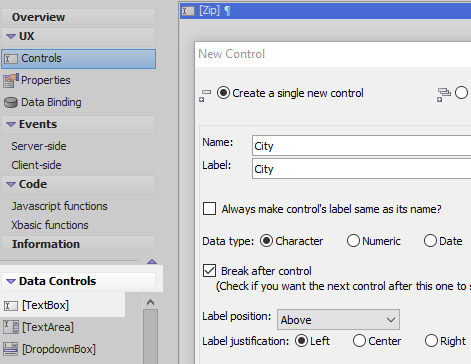 Overview
UX
Controls
Properties
Data Binding
Events
Server-side
Client-side
Code
Javascript functions
Xbasic functions
Information
Data Controls
[TextBox]
[TextArea]
[DropdownBox]
[Zip] ¶
New Control
Create a single new control
Name: City
Label: City
Always make control's label same as its name?
Data type: Character Numeric Date
Break after control
(Check if you want the next control after this one to
Label position: Above
Label justification: Left Center Right